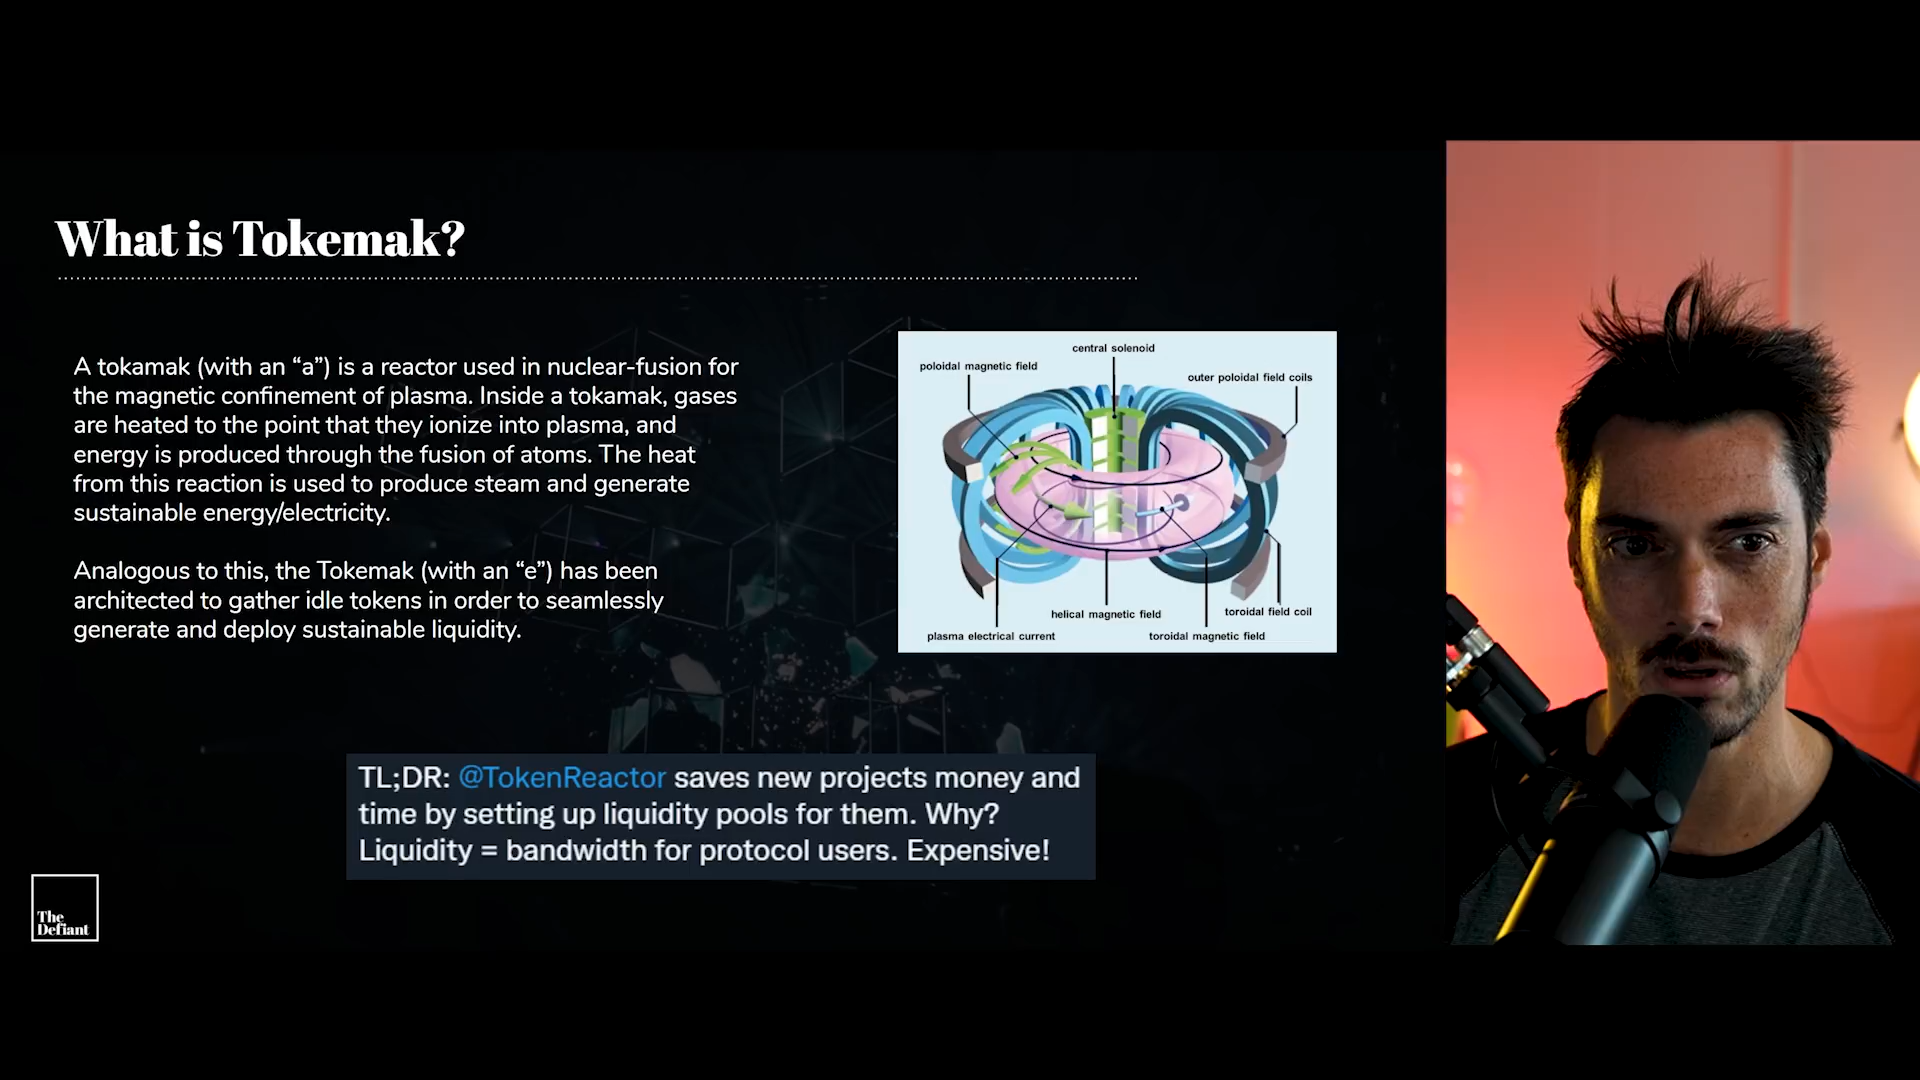 What is Tokemak?
A tokamak (with an “a”) is a reactor used in nuclear-fusion for
the magnetic confinement of plasma. Inside a tokamak, gases
are heated to the point that they ionize into plasma, and
energy is produced through the fusion of atoms. The heat
from this reaction is used to produce steam and generate
sustainable energy/electricity.
Analogous to this, the Tokemak (with an “e”) has been
architected to gather idle tokens in order to seamlessly
generate and deploy sustainable liquidity.
central solenoid
poloidal magnetic field
outer poloidal field coils
helical magnetic field
toroidal field coil
plasma electrical current
toroidal magnetic field
TL;DR: @TokenReactor saves new projects money and
time by setting up liquidity pools for them. Why?
Liquidity = bandwidth for protocol users. Expensive!
The
Defiant